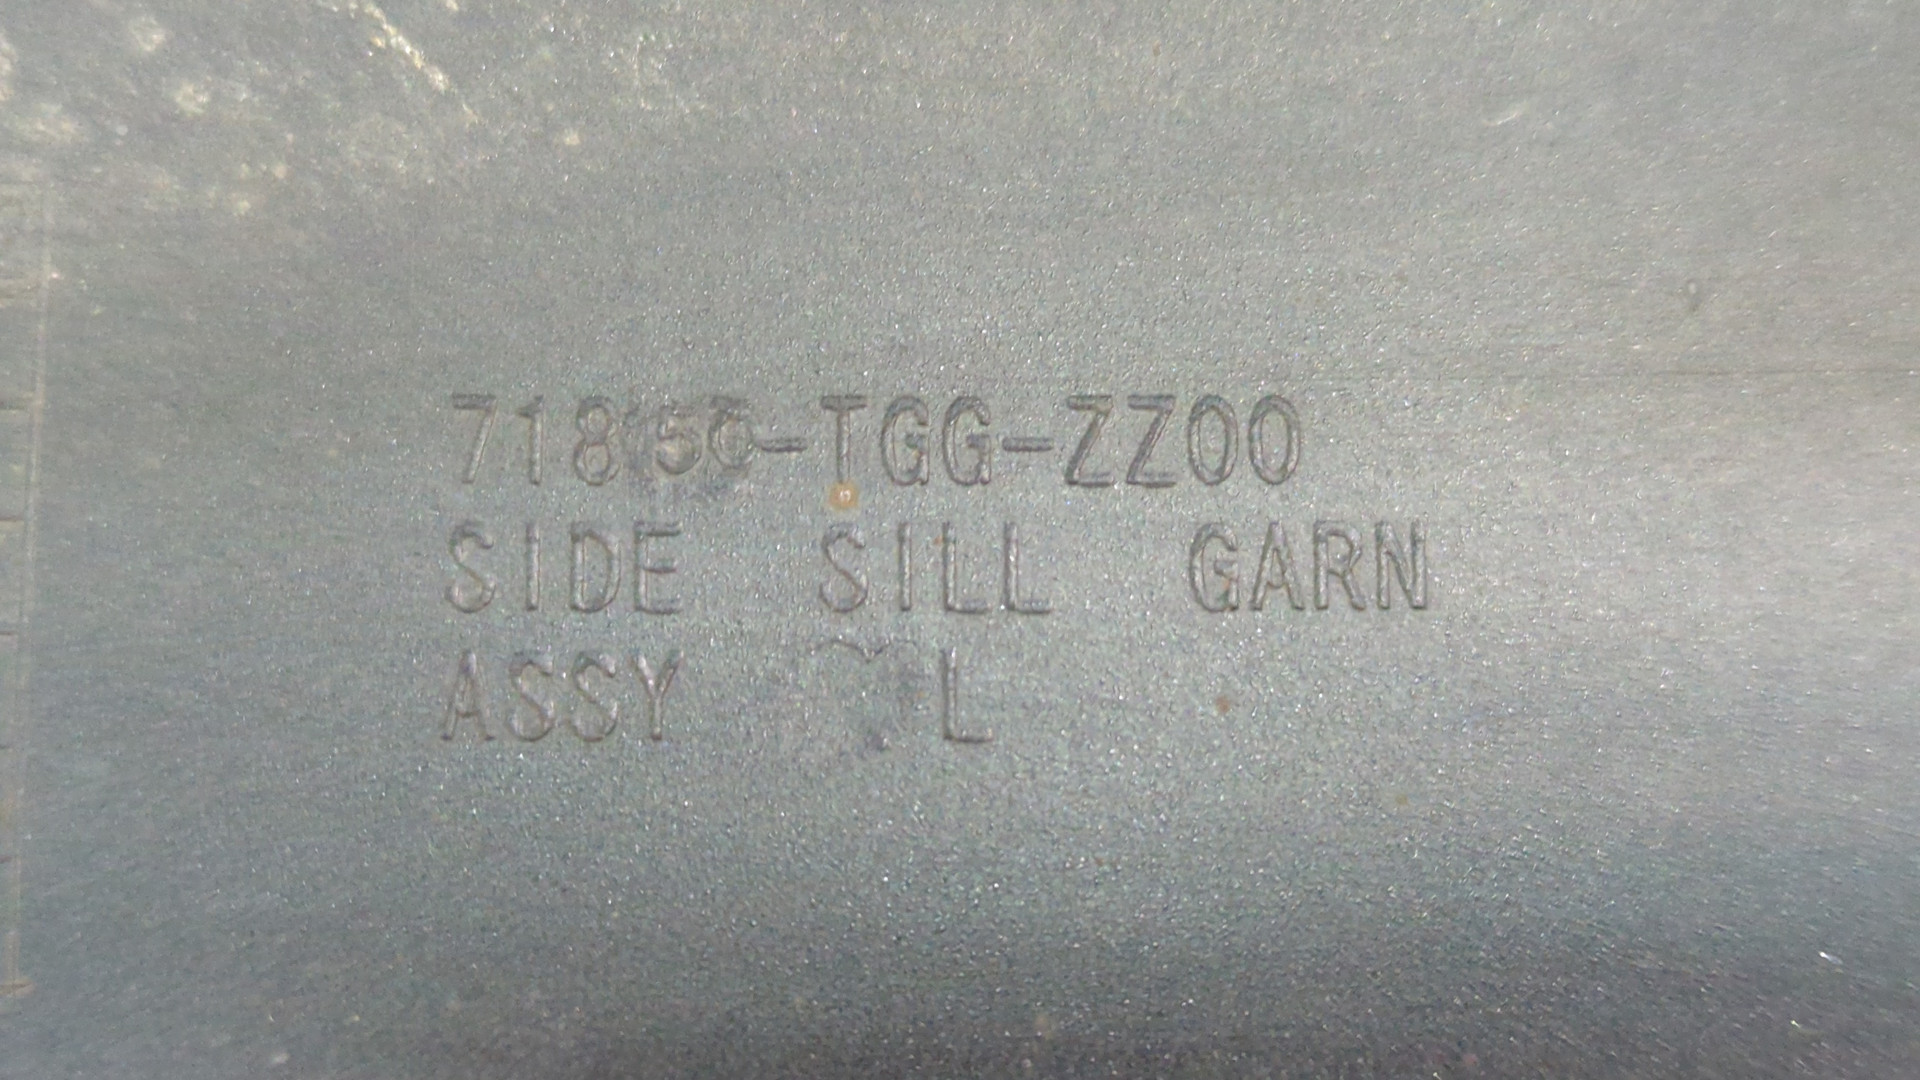 71850-TGG-ZZ00
SIDE SILL GARN
ASSY L